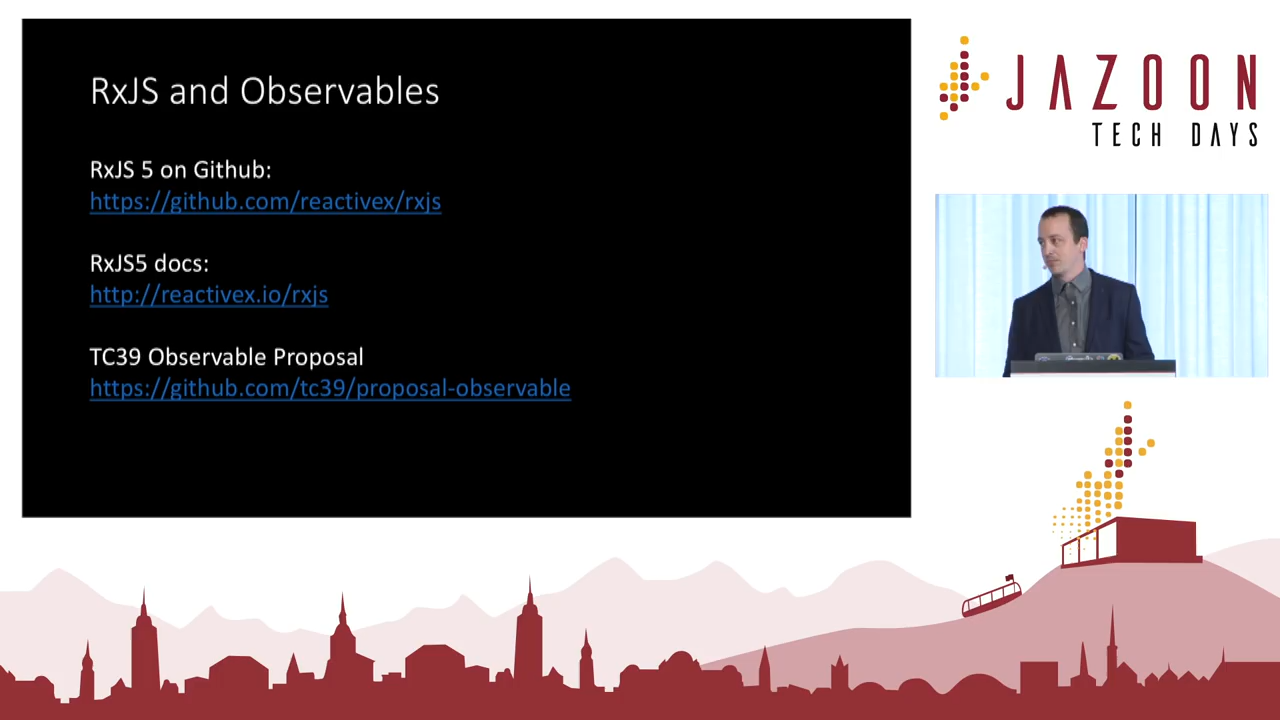 RxJS and Observables
RxJS 5 on Github:
https://github.com/reactivex/rxjs
RxJS5 docs:
http://reactivex.io/rxjs
TC39 Observable Proposal
https://github.com/tc39/proposal-observable
JAZOON
TECH DAYS